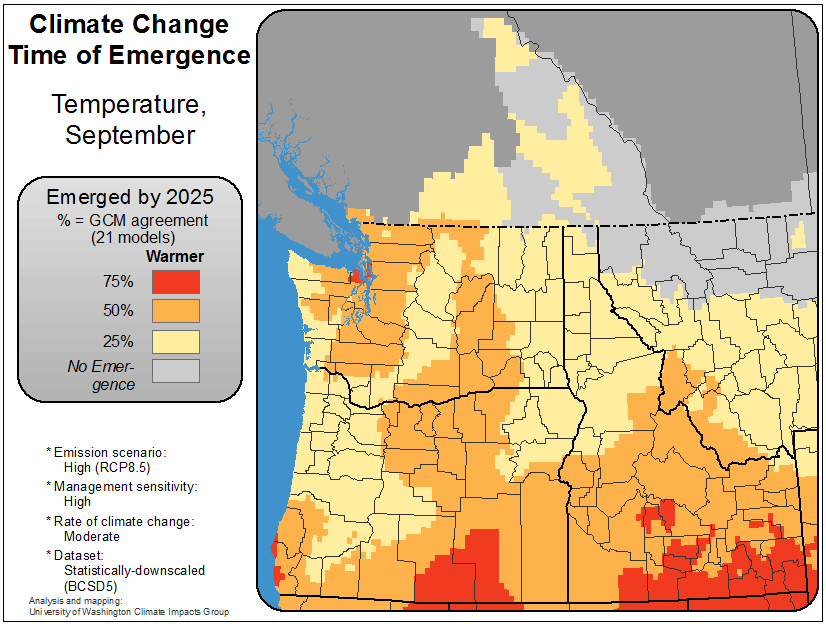 Climate Change
Time of Emergence
Temperature,
September
Emerged by 2025
% = GCM agreement
(21 models)
Warmer
75%
50%
25%
No Emer-
gence
* Emission scenario:
High (RCP8.5)
* Management sensitivity:
High
* Rate of climate change:
Moderate
* Dataset:
Statistically-downscaled
(BCSD5)
Analysis and mapping:
University of Washington Climate Impacts Group